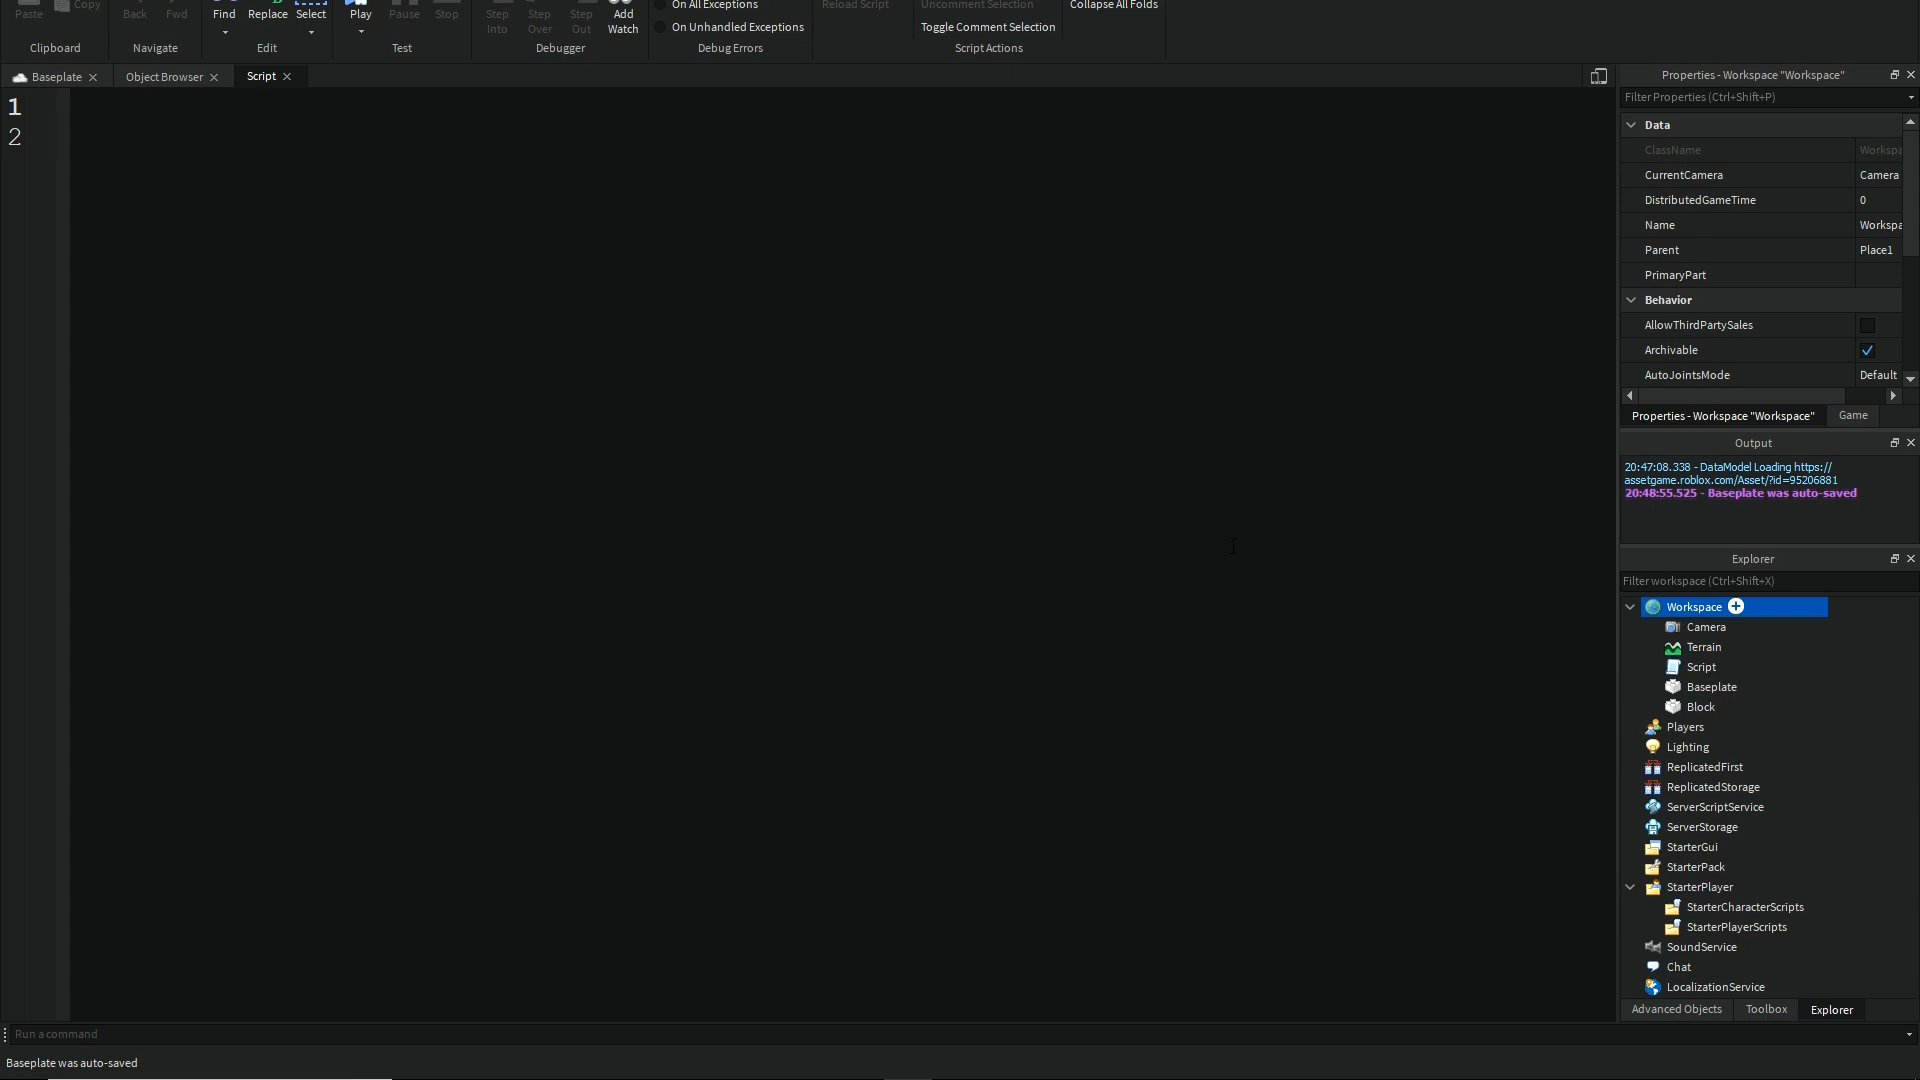 Paste
Copy
Clipboard
Back
Fwd
Navigate
Find
Replace
Select
Edit
Play
Pause
Stop
Test
Step Into
Step Over
Step Out
Add Watch
Debugger
On All Exceptions
On Unhandled Exceptions
Debug Errors
Reload Script
Uncomment Selection
Toggle Comment Selection
Collapse All Folds
Script Actions
Baseplate
Object Browser
Script
1
2
Properties - Workspace "Workspace"
Filter Properties (Ctrl+Shift+P)
Data
ClassName Workspa
CurrentCamera Camera
DistributedGameTime 0
Name Workspa
Parent Place1
PrimaryPart
Behavior
AllowThirdPartySales
Archivable
AutoJointsMode Default
Properties - Workspace "Workspace"
Game
Output
20:47:08.338 - DataModel Loading https://
assetgame.roblox.com/Asset/?id=95206881
20:48:55.525 - Baseplate was auto-saved
Explorer
Filter workspace (Ctrl+Shift+X)
Workspace
Camera
Terrain
Script
Baseplate
Block
Players
Lighting
ReplicatedFirst
ReplicatedStorage
ServerScriptService
ServerStorage
StarterGui
StarterPack
StarterPlayer
StarterCharacterScripts
StarterPlayerScripts
SoundService
Chat
LocalizationService
Advanced Objects
Toolbox
Explorer
Run a command
Baseplate was auto-saved